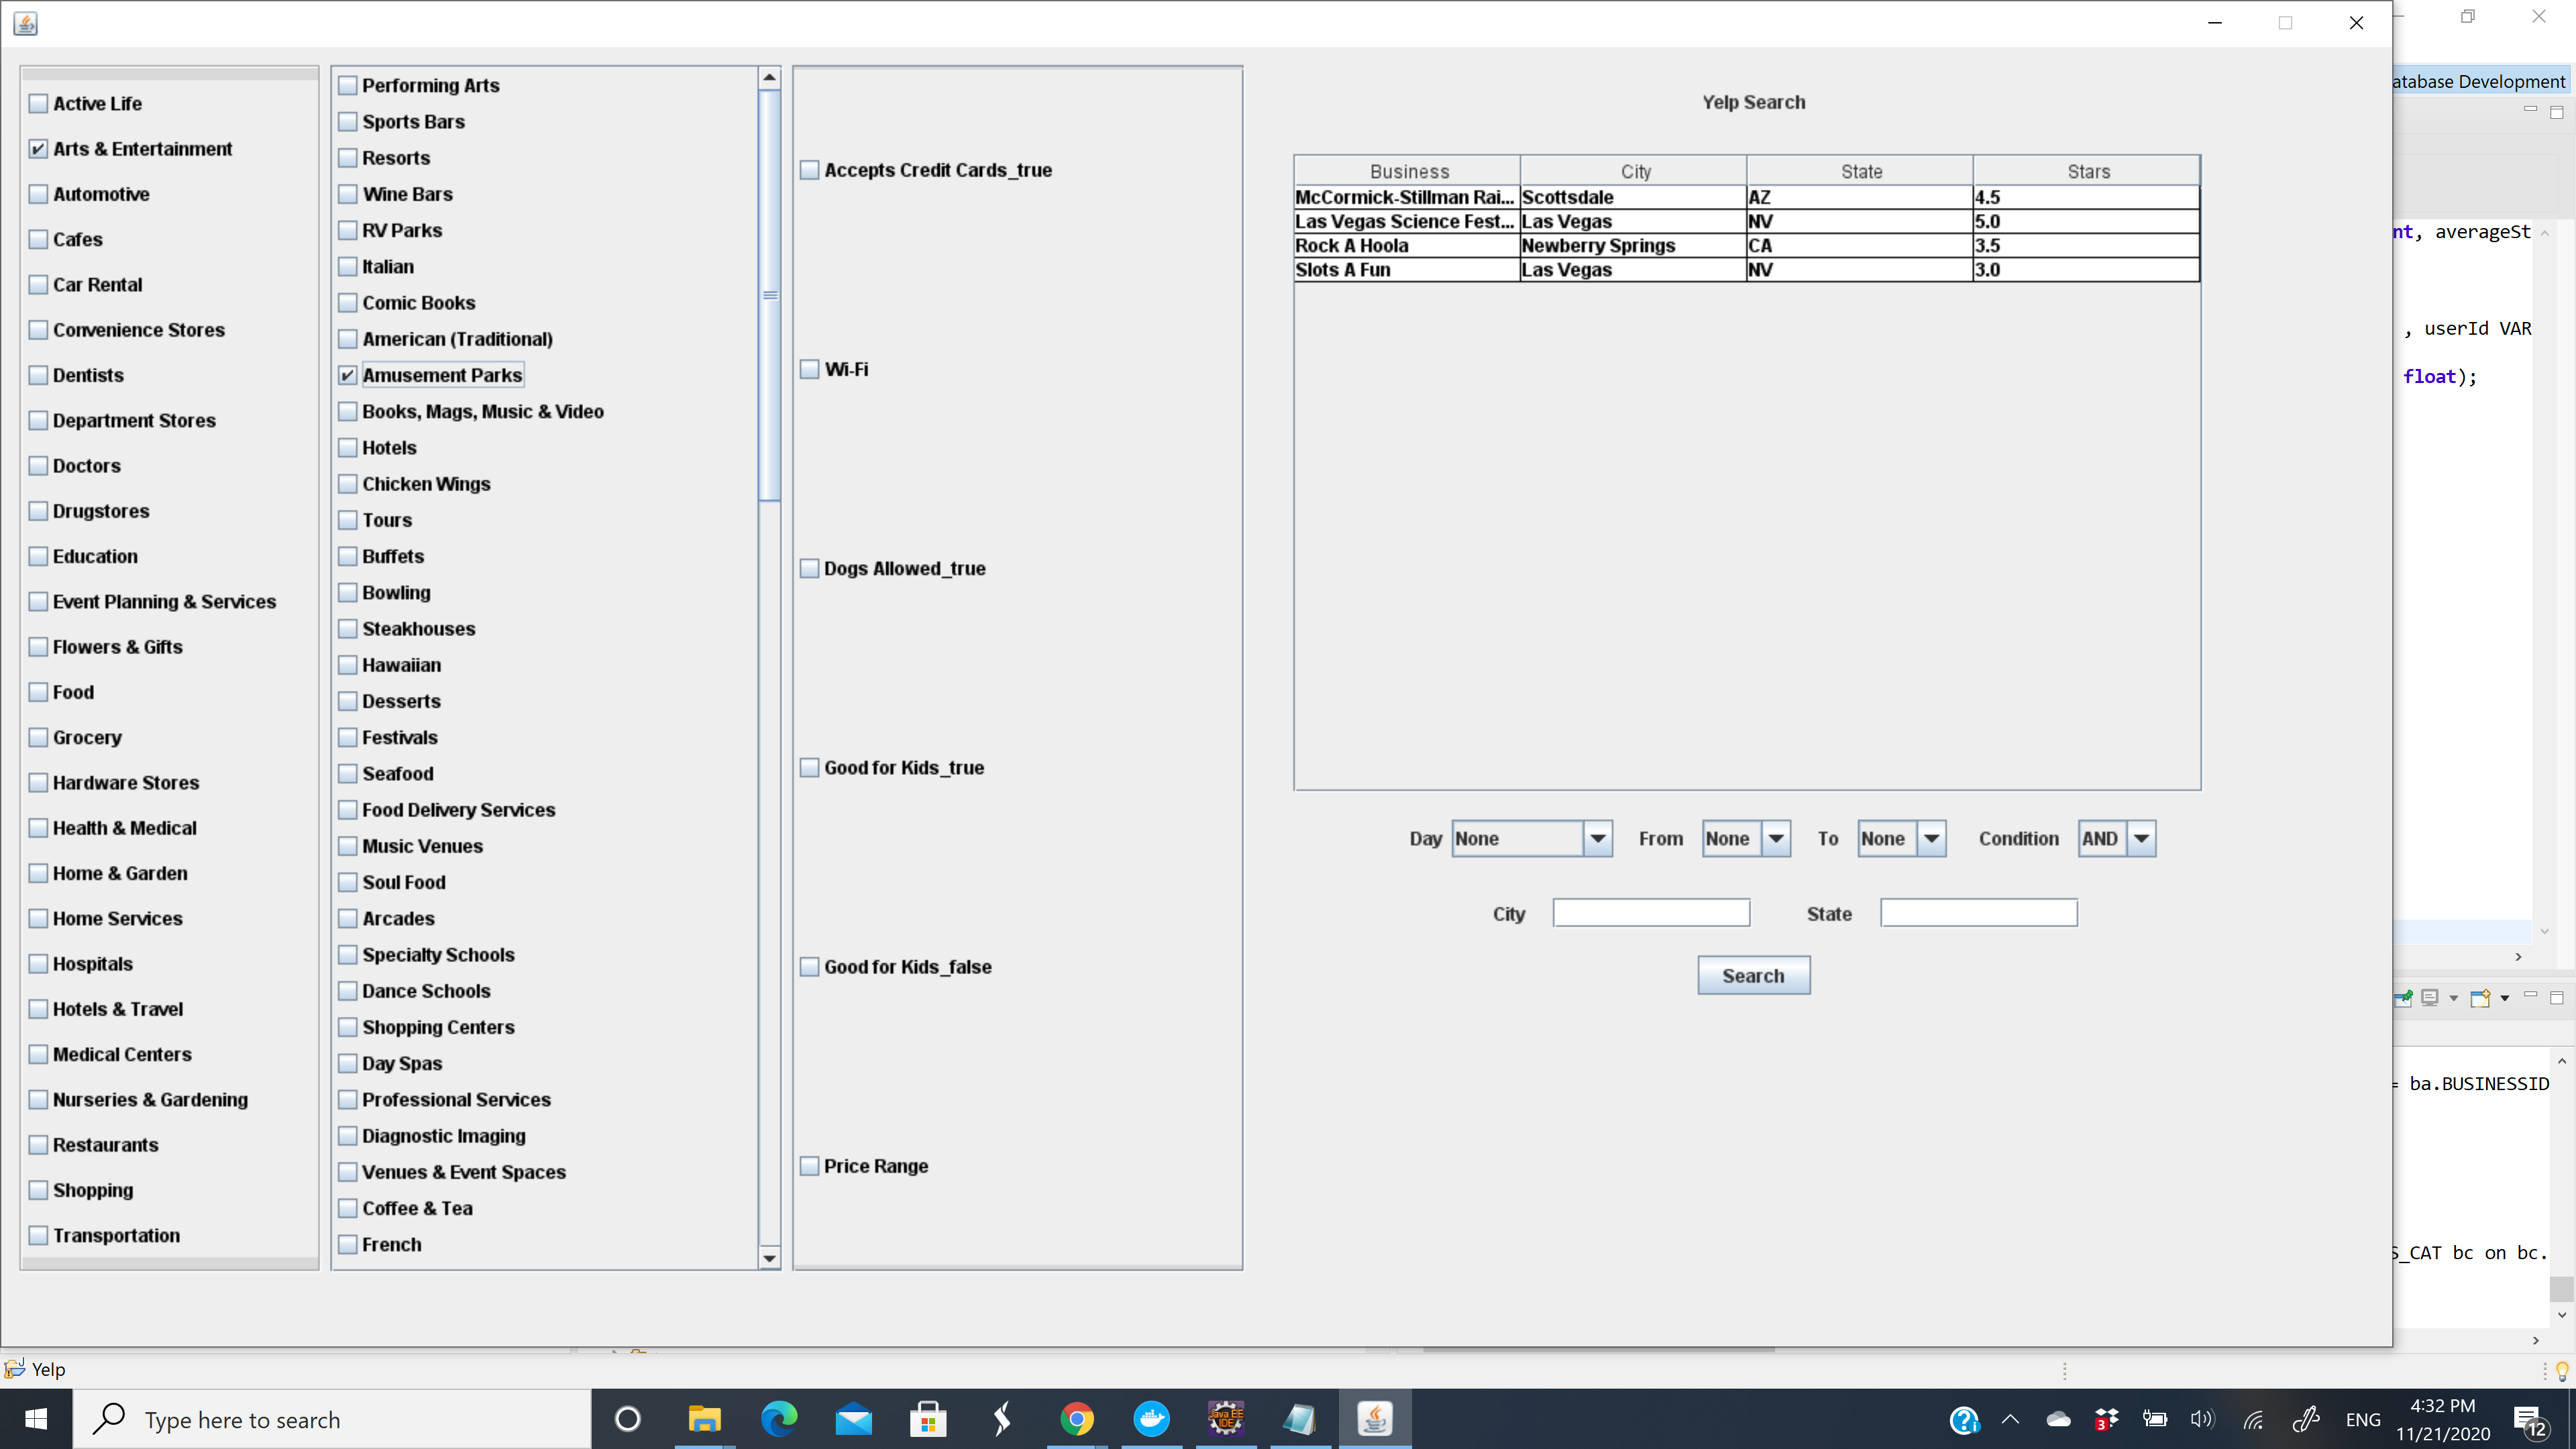 Active Life
Arts & Entertainment
Automotive
Cafes
Car Rental
Convenience Stores
Dentists
Department Stores
Doctors
Drugstores
Education
Event Planning & Services
Flowers & Gifts
Food
Grocery
Hardware Stores
Health & Medical
Home & Garden
Home Services
Hospitals
Hotels & Travel
Medical Centers
Nurseries & Gardening
Restaurants
Shopping
Transportation
Performing Arts
Sports Bars
Resorts
Wine Bars
RV Parks
Italian
Comic Books
American (Traditional)
Amusement Parks
Books, Mags, Music & Video
Hotels
Chicken Wings
Tours
Buffets
Bowling
Steakhouses
Hawaiian
Desserts
Festivals
Seafood
Food Delivery Services
Music Venues
Soul Food
Arcades
Specialty Schools
Dance Schools
Shopping Centers
Day Spas
Professional Services
Diagnostic Imaging
Venues & Event Spaces
Coffee & Tea
French
Accepts Credit Cards_true
Wi-Fi
Dogs Allowed_true
Good for Kids_true
Good for Kids_false
Price Range
Yelp Search
Business City State Stars
McCormick-Stillman Rai... Scottsdale AZ 4.5
Las Vegas Science Fest... Las Vegas NV 5.0
Rock A Hoola Newberry Springs CA 3.5
Slots A Fun Las Vegas NV 3.0
Day None From None To None Condition AND
City State
Search
atabase Development
nt, averageSt
, userId VAR
float);
= ba.BUSINESSID
S_CAT bc on bc.
Yelp
Type here to search
Java EE
IDE
3
ENG
4:32 PM
11/21/2020
12